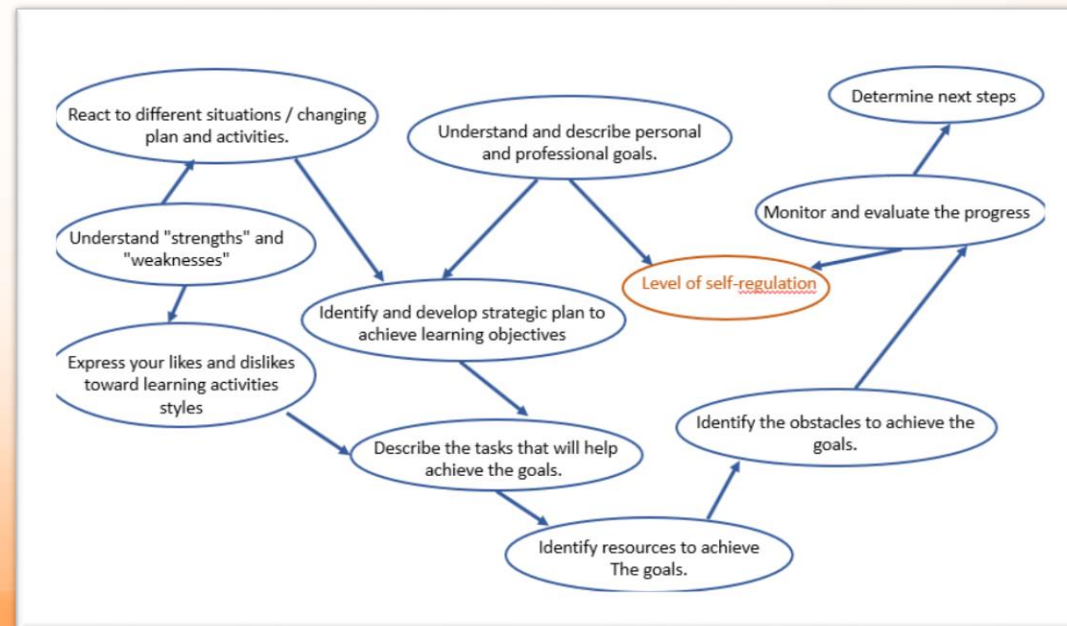 React to different situations / changing
plan and activities.
Understand and describe personal
and professional goals.
Determine next steps
Understand "strengths" and
"weaknesses"
Monitor and evaluate the progress
Level of self-regulation
Identify and develop strategic plan to
achieve learning objectives
Express your likes and dislikes
toward learning activities
styles
Describe the tasks that will help
achieve the goals.
Identify the obstacles to achieve the
goals.
Identify resources to achieve
The goals.